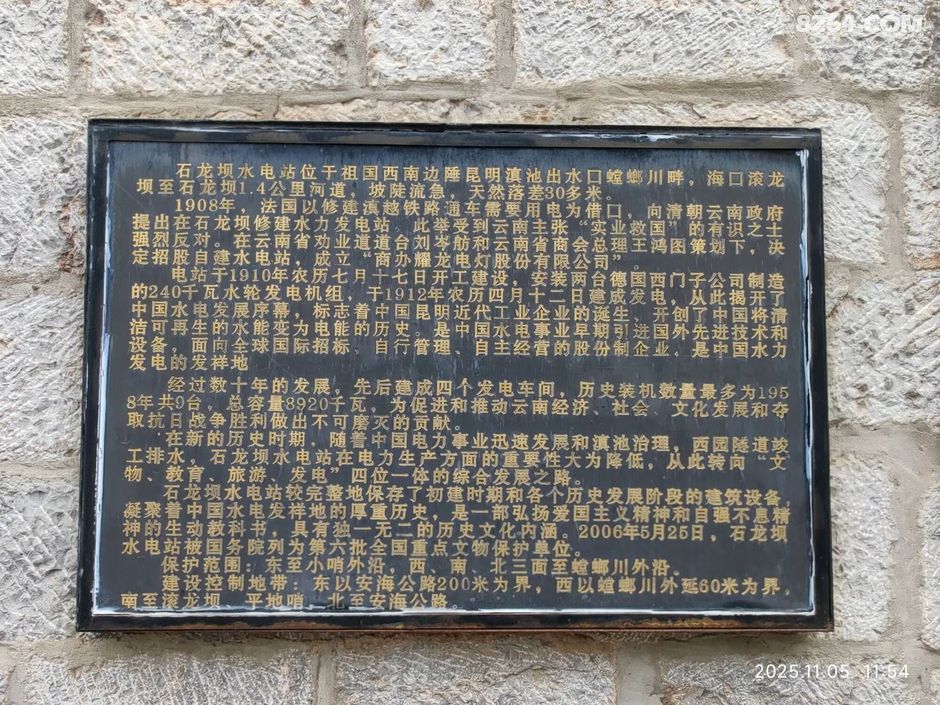 8264.COM
石龙坝水电站位于祖国西南边陲昆明滇池出水口螳螂川畔，海口滚龙
坝至石龙坝1.4公里河道，坡陡流急，天然落差30多米。
1908年，法国以修建滇越铁路通车需要用电为借口，向清朝云南政府
提出在石龙坝修建水力发电站。此举受到云南主张“实业救国”的有识之士
强烈反对。在云南省劝业道道台刘岑舫和云南省商会总理王鸿图策划下，决
定招股自建水电站，成立“商办耀龙电灯股份有限公司”。
电站于1910年农历七月十七日开工建设，安装两台德国西门子公司制造
的240千瓦水轮发电机组，于1912年农历四月十二日建成发电，从此揭开了
中国水电发展序幕，标志着中国昆明近代工业企业的诞生、开创了中国将清
洁可再生的水能变为电能的历史。是中国水电事业早期引进国外先进技术和
设备，面向全球国际招标、自行管理、自主经营的股份制企业，是中国水力
发电的发祥地
经过数十年的发展，先后建成四个发电车间，历史装机数量最多为195
8年共9台，总容量8920千瓦，为促进和推动云南经济、社会、文化发展和夺
取抗日战争胜利做出不可磨灭的贡献。
在新的历史时期，随着中国电力事业迅速发展和滇池治理，西园隧道竣
工排水，石龙坝水电站在电力生产方面的重要性大为降低，从此转向“文
物、教育、旅游、发电”四位一体的综合发展之路。
石龙坝水电站较完整地保存了初建时期和各个历史发展阶段的建筑设备，
凝聚着中国水电发祥地的厚重历史，是一部弘扬爱国主义精神和自强不息精
神的生动教科书，具有独一无二的历史文化内涵。2006年5月25日，石龙坝
水电站被国务院列为第六批全国重点文物保护单位。
保护范围：东至小哨外沿，西、南、北三面至螳螂川外沿。
建设控制地带：东以安海公路200米为界，西以螳螂川外延60米为界，
南至滚龙坝、平地哨，北至安海公路。
2025.11.05 11:54